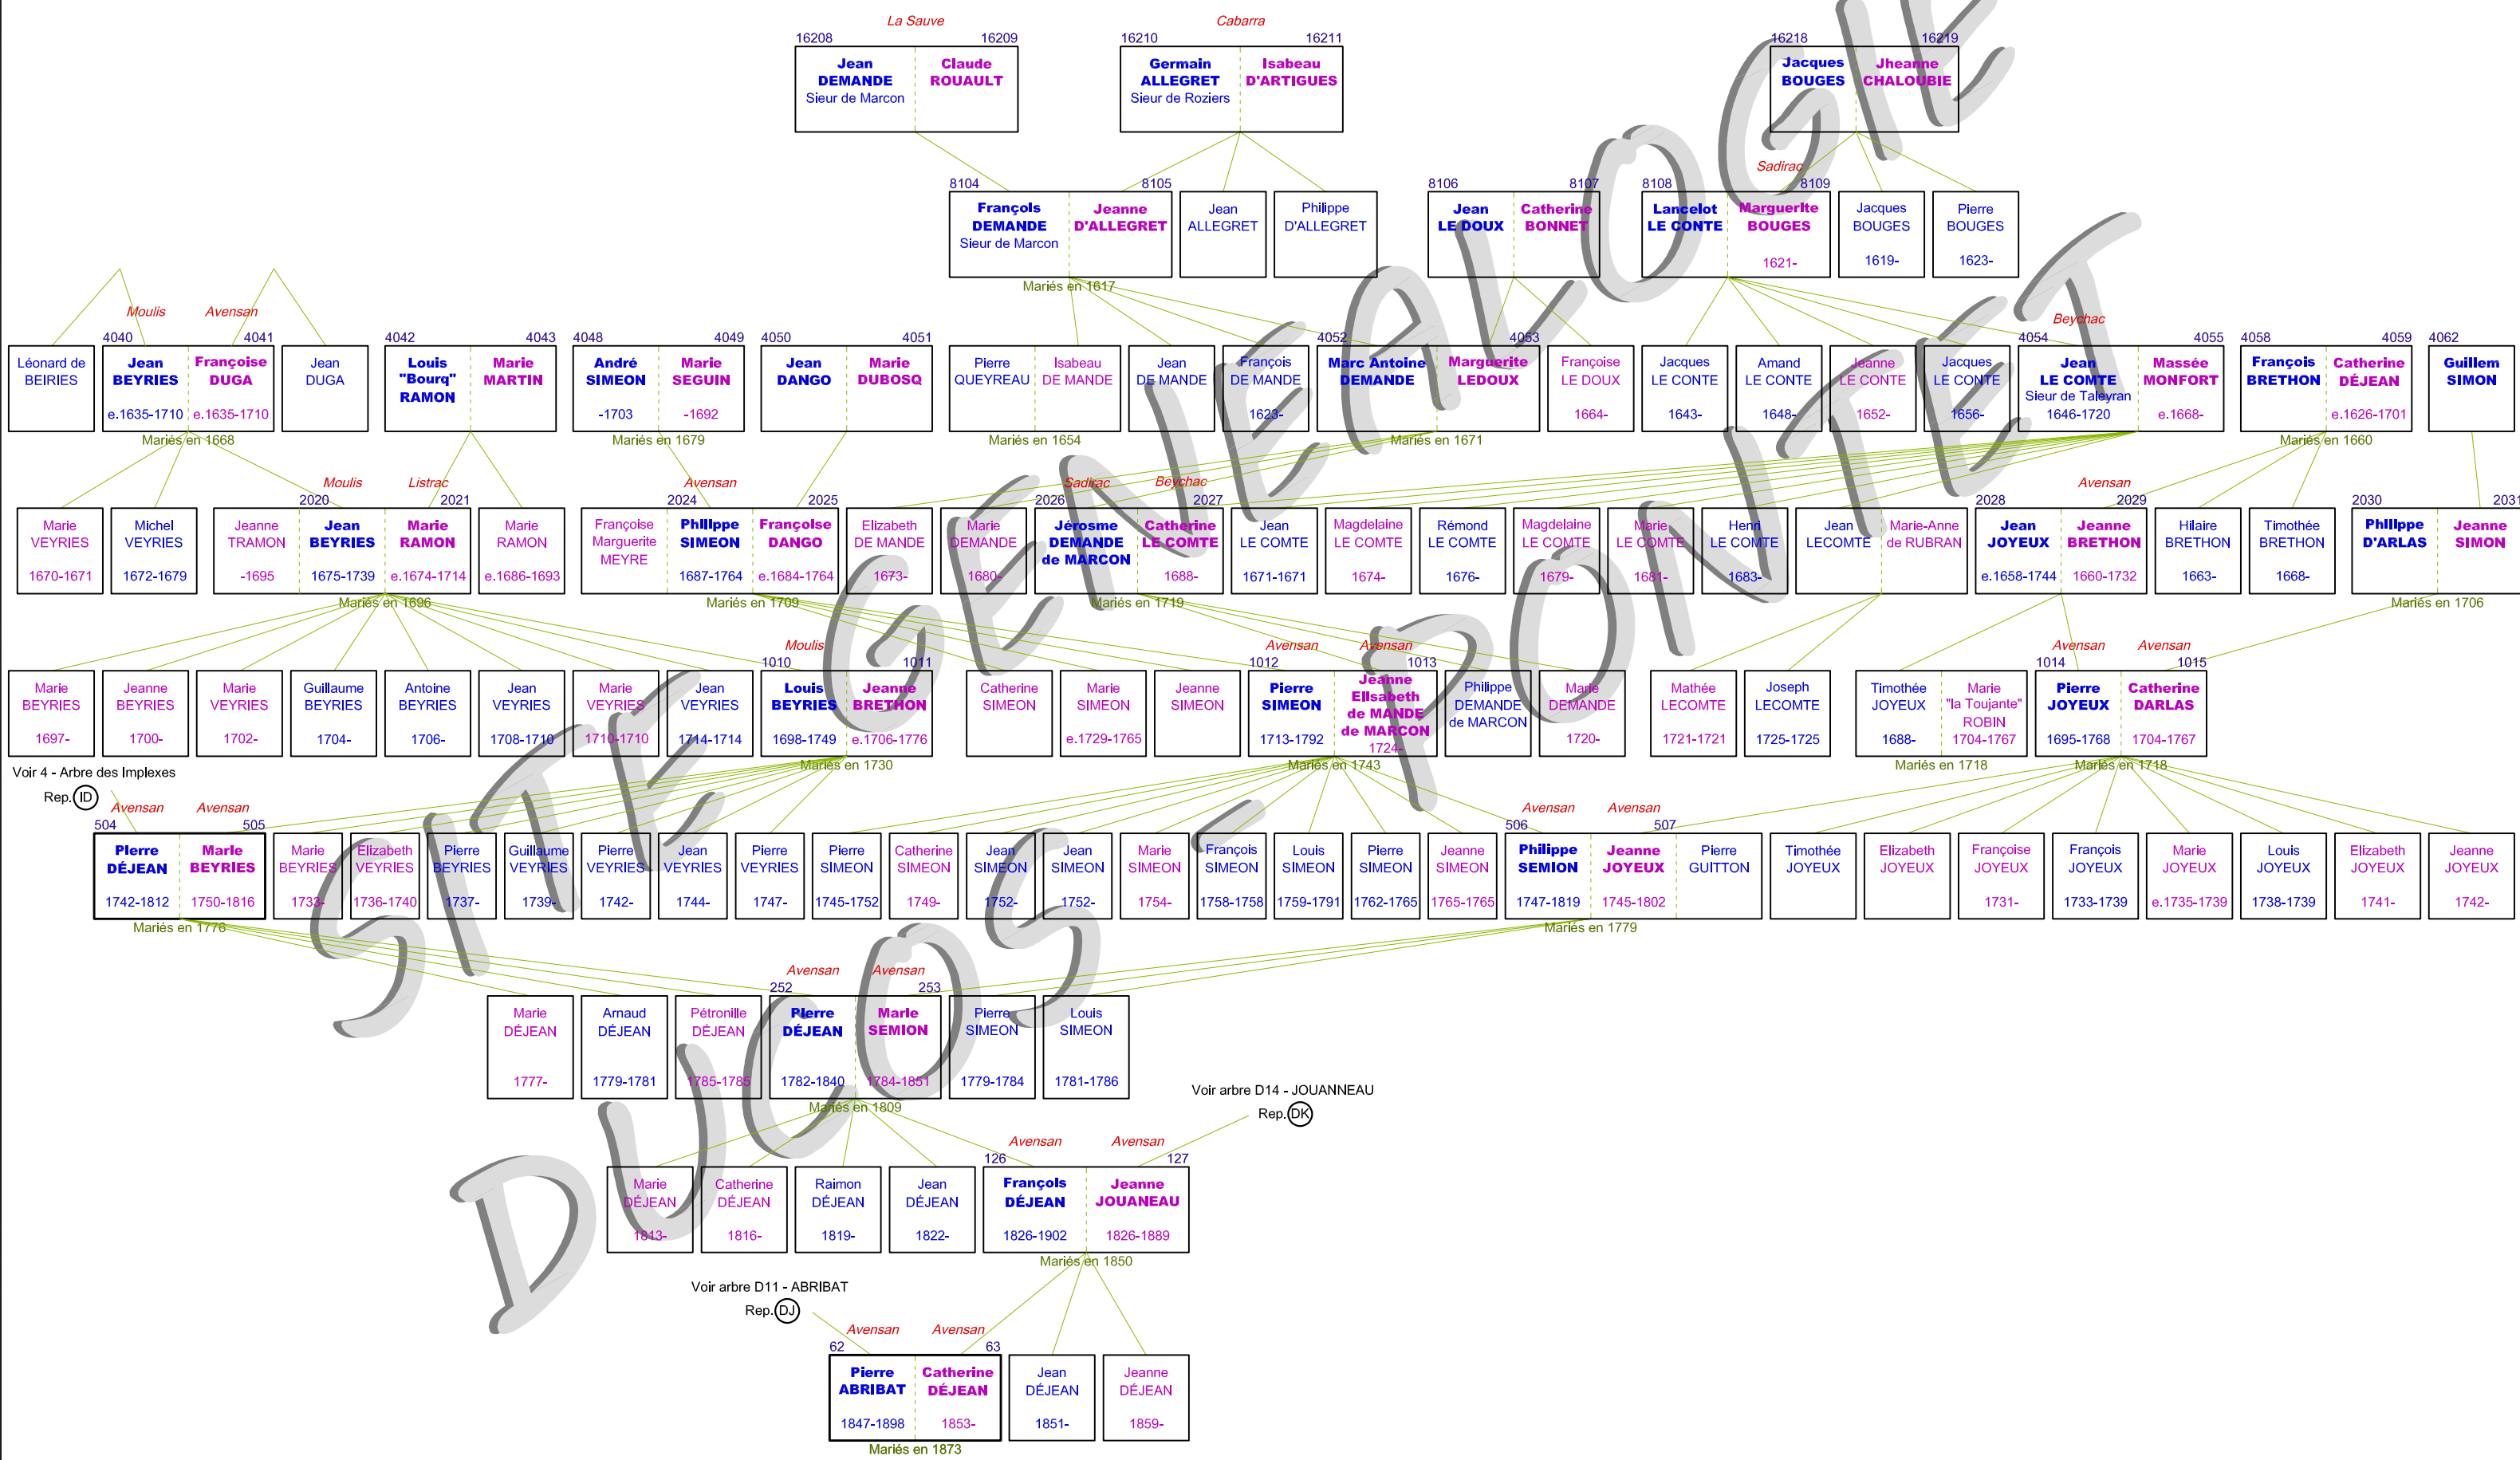 La Sauve
Cabarra
16208 16209
Jean DEMANDE Sieur de Marcon
Claude ROUAULT
16210 16211
Germain ALLEGRET Sieur de Roziers
Isabeau D'ARTIGUES
16218 16219
Jacques BOUGES
Jheanne CHALOUBIE
Sadirac
8104 8105
François DEMANDE Sieur de Marcon
Jeanne D'ALLEGRET
Mariés en 1617
Jean ALLEGRET
Philippe D'ALLEGRET
8106 8107
Jean LE DOUX
Catherine BONNET
8108 8109
Lancelot LE CONTE
Marguerite BOUGES 1621-
Jacques BOUGES 1619-
Pierre BOUGES 1623-
Moulis Avensan
Beychac
Léonard de BEIRIES
4040 4041
Jean BEYRIES e.1635-1710
Françoise DUGA e.1635-1710
Mariés en 1668
Jean DUGA
4042 4043
Louis "Bourq" RAMON
Marie MARTIN
4048 4049
André SIMEON -1703
Marie SEGUIN -1692
Mariés en 1679
4050 4051
Jean DANGO
Marie DUBOSQ
Pierre QUEYREAU
Isabeau DE MANDE
Mariés en 1654
Jean DE MANDE
François DE MANDE 1623-
4052 4053
Marc Antoine DEMANDE
Marguerite LEDOUX
Mariés en 1671
Françoise LE DOUX 1664-
Jacques LE CONTE 1643-
Amand LE CONTE 1648-
Jeanne LE CONTE 1652-
Jacques LE CONTE 1656-
4054 4055
Jean LE COMTE Sieur de Taleyran 1646-1720
Massée MONFORT e.1668-
4058 4059
François BRETHON
Catherine DÉJEAN e.1626-1701
Mariés en 1660
4062
Guillem SIMON
Moulis Listrac
Avensan
Sadirac Beychac
Avensan
Marie VEYRIES 1670-1671
Michel VEYRIES 1672-1679
2020 2021
Jeanne TRAMON -1695
Jean BEYRIES 1675-1739
Marie RAMON e.1674-1714
Mariés en 1696
Marie RAMON e.1686-1693
2024 2025
Françoise Marguerite MEYRE
Philippe SIMEON 1687-1764
Françoise DANGO e.1684-1764
Mariés en 1709
Elizabeth DE MANDE 1673-
Marie DEMANDE 1680-
2026 2027
Jérosme DEMANDE de MARCON
Catherine LE COMTE 1688-
Mariés en 1719
Jean LE COMTE 1671-1671
Magdelaine LE COMTE 1674-
Rémond LE COMTE 1676-
Magdelaine LE COMTE 1679-
Marie LE COMTE 1681-
Henri LE COMTE 1683-
Jean LECOMTE
Marie-Anne de RUBRAN
2028 2029
Jean JOYEUX e.1658-1744
Jeanne BRETHON 1660-1732
Hilaire BRETHON 1663-
Timothée BRETHON 1668-
2030 2031
Philippe D'ARLAS
Jeanne SIMON
Mariés en 1706
Moulis
Avensan Avensan
Avensan Avensan
Marie BEYRIES 1697-
Jeanne BEYRIES 1700-
Marie VEYRIES 1702-
Guillaume BEYRIES 1704-
Antoine BEYRIES 1706-
Jean VEYRIES 1708-1710
Marie VEYRIES 1710-1710
Jean VEYRIES 1714-1714
1010 1011
Louis BEYRIES 1698-1749
Jeanne BRETHON e.1706-1776
Mariés en 1730
Catherine SIMEON
Marie SIMEON e.1729-1765
Jeanne SIMEON
1012 1013
Pierre SIMEON 1713-1792
Jeanne Elisabeth de MANDE de MARCON 1724-
Mariés en 1743
Philippe DEMANDE de MARCON
Marie DEMANDE 1720-
Mathée LECOMTE 1721-1721
Joseph LECOMTE 1725-1725
Timothée JOYEUX 1688-
Marie "la Toujante" ROBIN 1704-1767
Mariés en 1718
1014 1015
Pierre JOYEUX 1695-1768
Catherine DARLAS 1704-1767
Mariés en 1718
Voir 4 - Arbre des Implexes
Rep. ID
Avensan Avensan
Avensan Avensan
504 505
Pierre DÉJEAN 1742-1812
Marie BEYRIES 1750-1816
Mariés en 1776
Marie BEYRIES 1733-
Elizabeth VEYRIES 1736-1740
Pierre BEYRIES 1737-
Guillaume VEYRIES 1739-
Pierre VEYRIES 1742-
Jean VEYRIES 1744-
Pierre VEYRIES 1747-
Pierre SIMEON 1745-1752
Catherine SIMEON 1749-
Jean SIMEON 1752-
Jean SIMEON 1752-
Marie SIMEON 1754-
François SIMEON 1758-1758
Louis SIMEON 1759-1791
Pierre SIMEON 1762-1765
Jeanne SIMEON 1765-1765
506 507
Philippe SEMION 1747-1819
Jeanne JOYEUX 1745-1802
Pierre GUITTON
Mariés en 1779
Timothée JOYEUX
Elizabeth JOYEUX
Françoise JOYEUX 1731-
François JOYEUX 1733-1739
Marie JOYEUX e.1735-1739
Louis JOYEUX 1738-1739
Elizabeth JOYEUX 1741-
Jeanne JOYEUX 1742-
Avensan Avensan
Marie DÉJEAN 1777-
Arnaud DÉJEAN 1779-1781
Pétronille DÉJEAN 1785-1785
252 253
Pierre DÉJEAN 1782-1840
Marie SEMION 1784-1851
Mariés en 1809
Pierre SIMEON 1779-1784
Louis SIMEON 1781-1786
Voir arbre D14 - JOUANNEAU
Rep. DK
Avensan Avensan
Marie DÉJEAN 1813-
Catherine DÉJEAN 1816-
Raimon DÉJEAN 1819-
Jean DÉJEAN 1822-
126 127
François DÉJEAN 1826-1902
Jeanne JOUANEAU 1826-1889
Mariés en 1850
Voir arbre D11 - ABRIBAT
Rep. DJ
Avensan Avensan
62 63
Pierre ABRIBAT 1847-1898
Catherine DÉJEAN 1853-
Mariés en 1873
Jean DÉJEAN 1851-
Jeanne DÉJEAN 1859-
SITE GENEALOGIE
DUCOS - PONTET